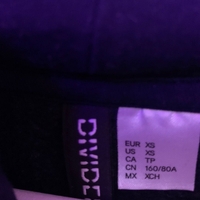 DIVIDE
EUR XS
US XS
CA TP
CN 160/80A
MX XCH